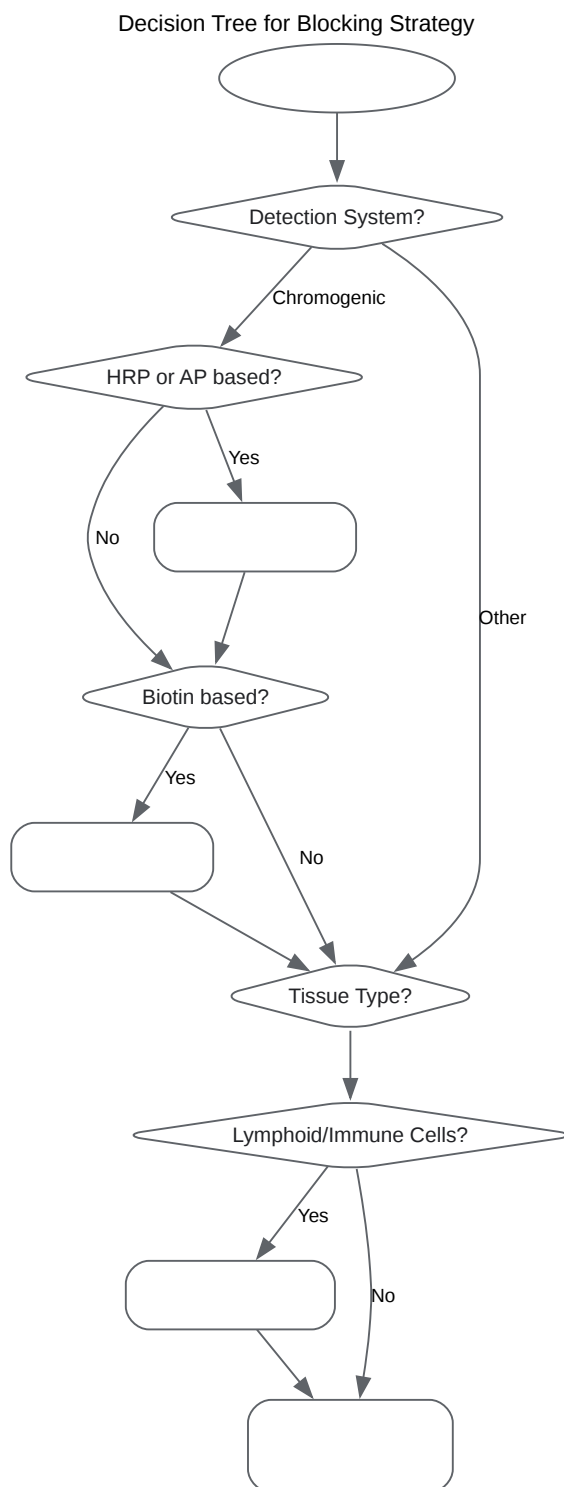 Decision Tree for Blocking Strategy
Detection System?
Chromogenic
HRP or AP based?
Yes
No
Other
Biotin based?
Yes
No
Tissue Type?
Lymphoid/Immune Cells?
Yes
No